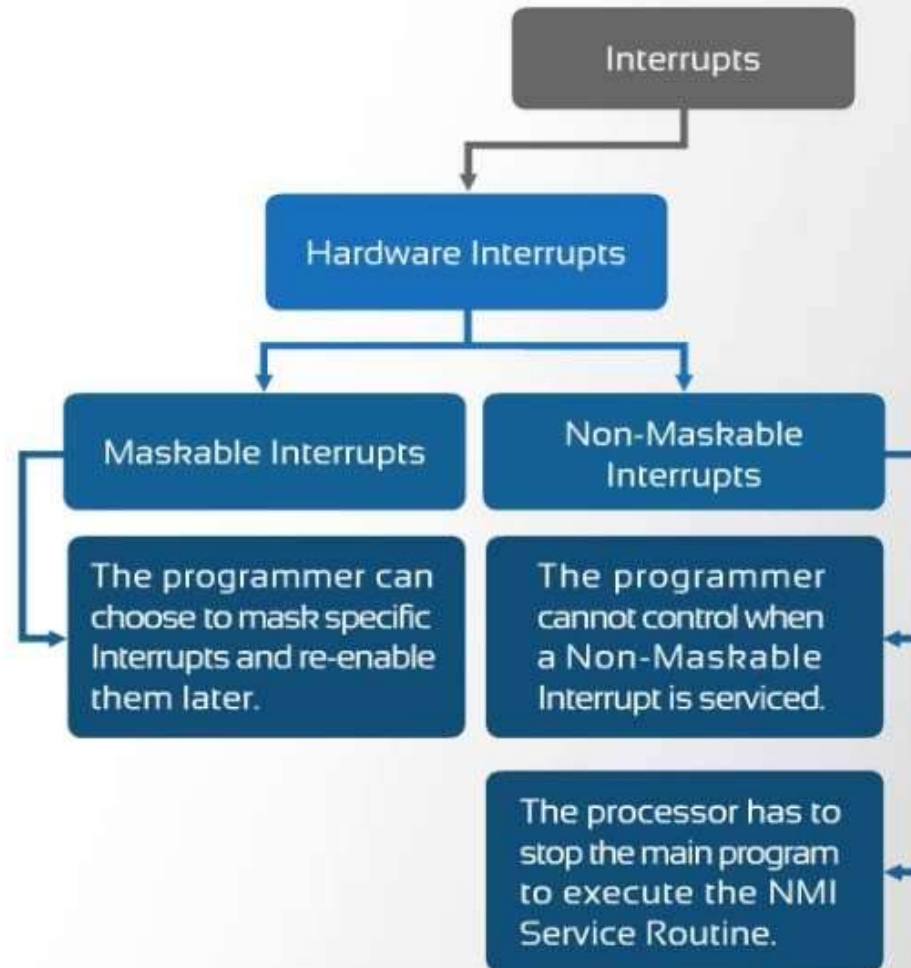 Interrupts
Hardware Interrupts
Maskable Interrupts
Non-Maskable
Interrupts
The programmer can
choose to mask specific
Interrupts and re-enable
them later.
The programmer
cannot control when
a Non-Maskable
Interrupt is serviced.
The processor has to
stop the main program
to execute the NMI
Service Routine.